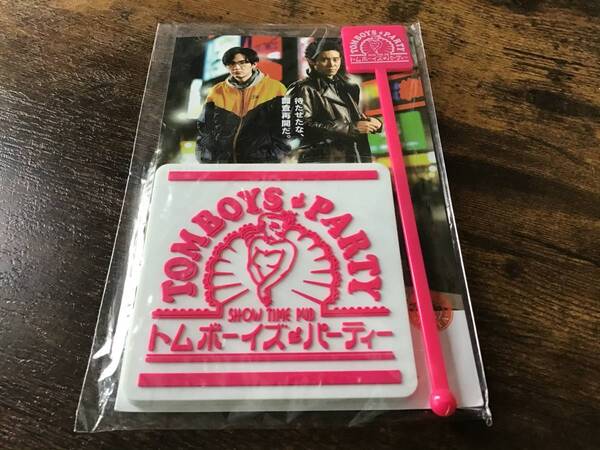 TOMBOYS PARTY
トムボーイズパーティー
待たせたな、
調査再開だ。
TOMBOYS PARTY
SHOW TIME PUB
トムボーイズパーティー